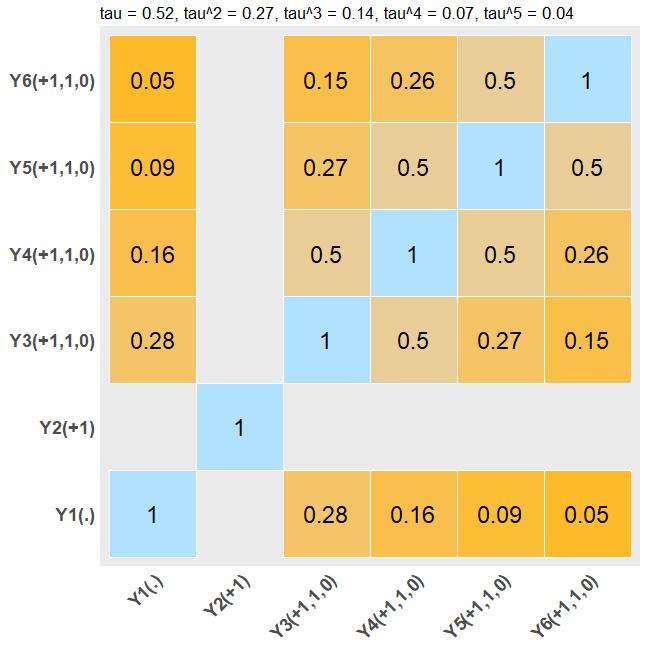 tau = 0.52, tau^2 = 0.27, tau^3 = 0.14, tau^4 = 0.07, tau^5 = 0.04
Y6(+1,1,0) 0.05 0.15 0.26 0.5 1
Y5(+1,1,0) 0.09 0.27 0.5 1 0.5
Y4(+1,1,0) 0.16 0.5 1 0.5 0.26
Y3(+1,1,0) 0.28 1 0.5 0.27 0.15
Y2(+1) 1
Y1(.) 1 0.28 0.16 0.09 0.05
Y1(.) Y2(+1) Y3(+1,1,0) Y4(+1,1,0) Y5(+1,1,0) Y6(+1,1,0)